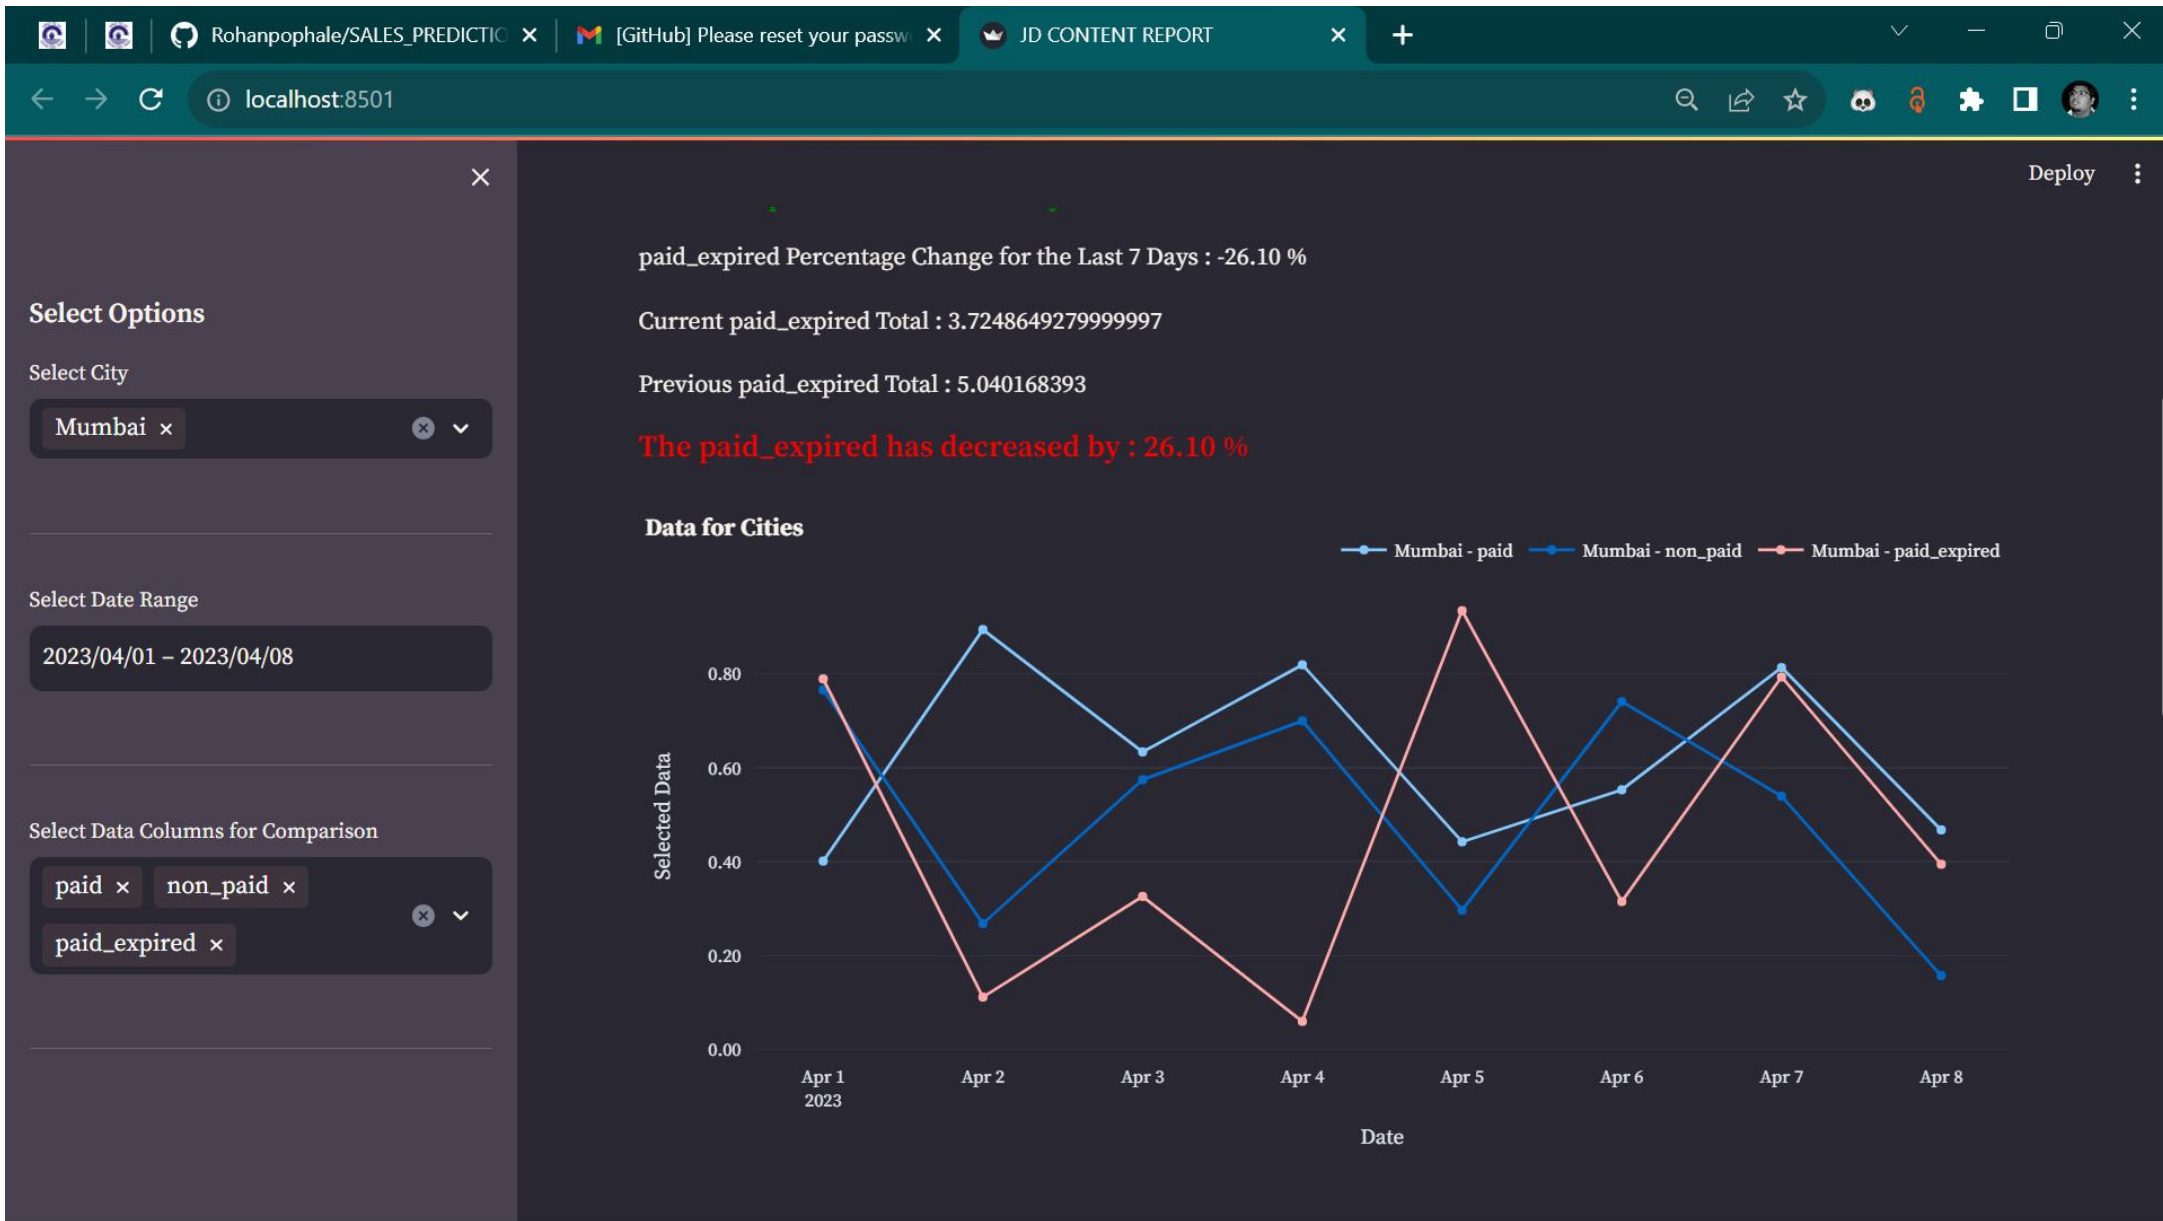 Rohanpophale/SALES_PREDICTIO
[GitHub] Please reset your passw
JD CONTENT REPORT
localhost:8501
Deploy
paid_expired Percentage Change for the Last 7 Days : -26.10 %
Current paid_expired Total : 3.7248649279999997
Previous paid_expired Total : 5.040168393
The paid_expired has decreased by : 26.10 %
Select Options
Select City
Mumbai
Select Date Range
2023/04/01 – 2023/04/08
Select Data Columns for Comparison
paid non_paid
paid_expired
Data for Cities
Mumbai - paid Mumbai - non_paid Mumbai - paid_expired
Selected Data
0.80
0.60
0.40
0.20
0.00
Apr 1 Apr 2 Apr 3 Apr 4 Apr 5 Apr 6 Apr 7 Apr 8
2023
Date